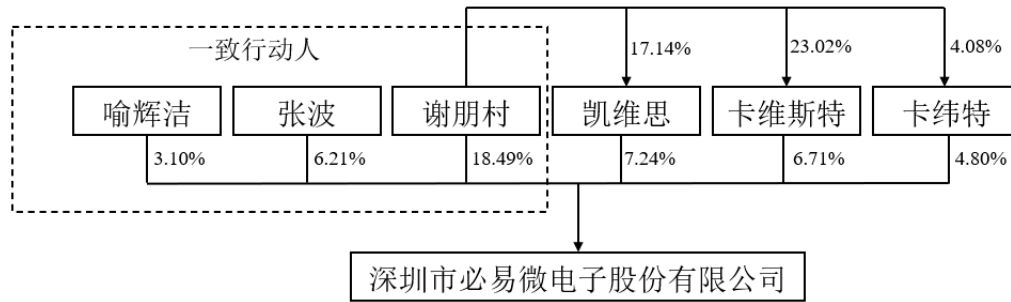 一致行动人
17.14%
23.02%
4.08%
喻辉洁
张波
谢朋村
凯维思
卡维斯特
卡纬特
3.10%
6.21%
18.49%
7.24%
6.71%
4.80%
深圳市必易微电子股份有限公司